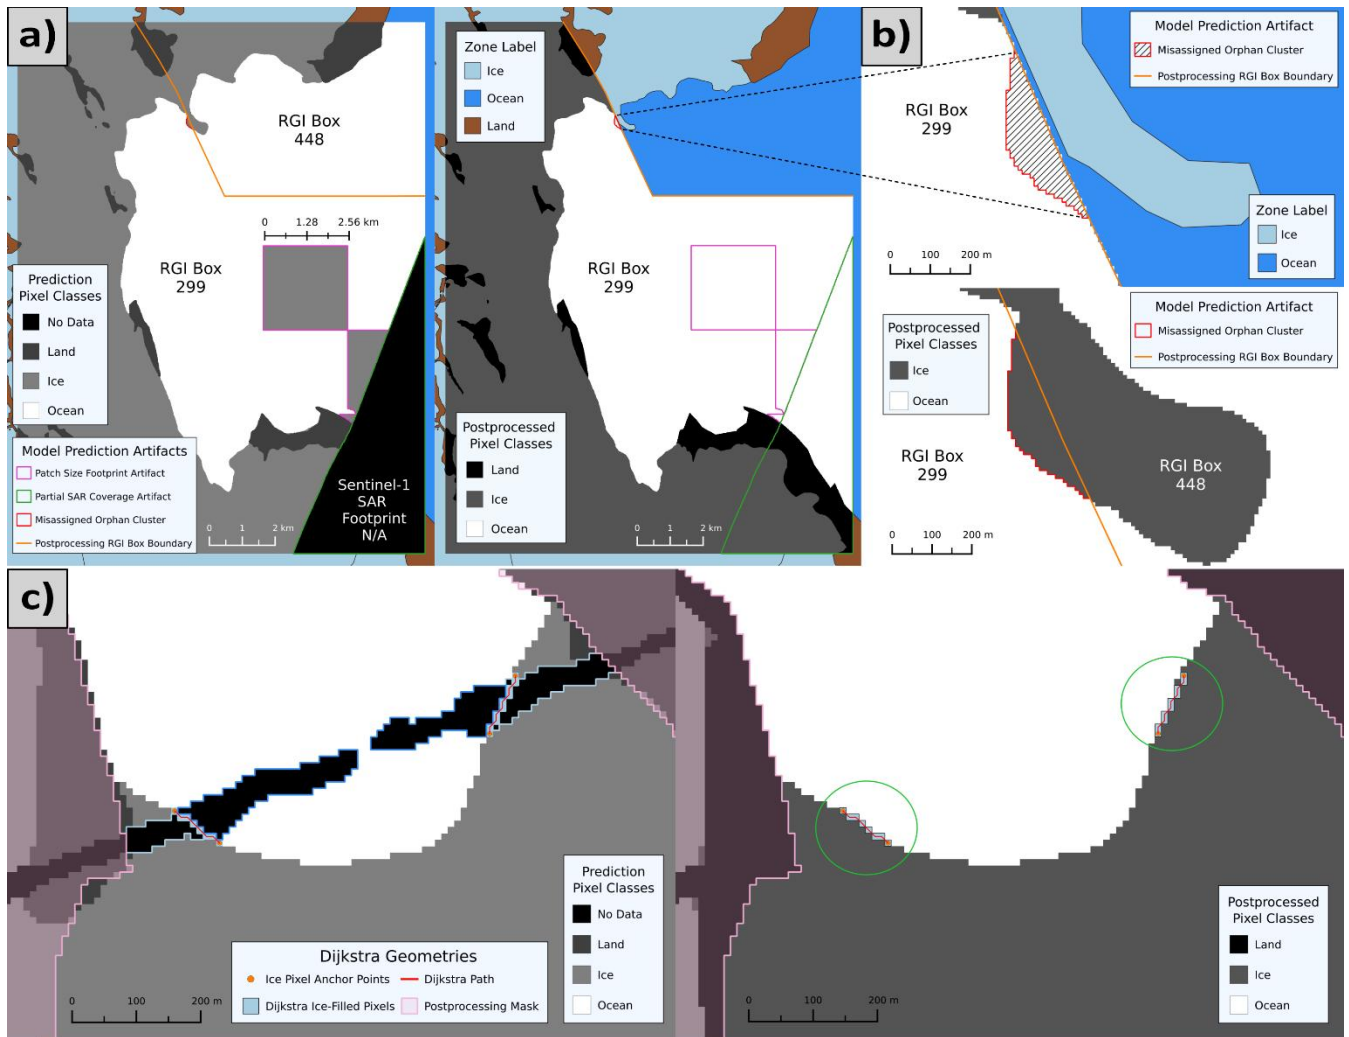 a)
RGI Box
448
0 1.28 2.56 km
RGI Box
299
Prediction
Pixel Classes
No Data
Land
Ice
Ocean
Model Prediction Artifacts
Patch Size Footprint Artifact
Partial SAR Coverage Artifact
Misassigned Orphan Cluster
Postprocessing RGI Box Boundary
Sentinel-1
SAR
Footprint
N/A
0 1 2 km
Zone Label
Ice
Ocean
Land
RGI Box
299
Postprocessed
Pixel Classes
Land
Ice
Ocean
0 1 2 km
b)
Model Prediction Artifact
Misassigned Orphan Cluster
Postprocessing RGI Box Boundary
RGI Box
299
Zone Label
Ice
Ocean
0 100 200 m
Model Prediction Artifact
Misassigned Orphan Cluster
Postprocessing RGI Box Boundary
Postprocessed
Pixel Classes
Ice
Ocean
RGI Box
299
RGI Box
448
0 100 200 m
c)
Prediction
Pixel Classes
No Data
Land
Ice
Ocean
Dijkstra Geometries
Ice Pixel Anchor Points
Dijkstra Path
Dijkstra Ice-Filled Pixels
Postprocessing Mask
0 100 200 m
Postprocessed
Pixel Classes
Land
Ice
Ocean
0 100 200 m